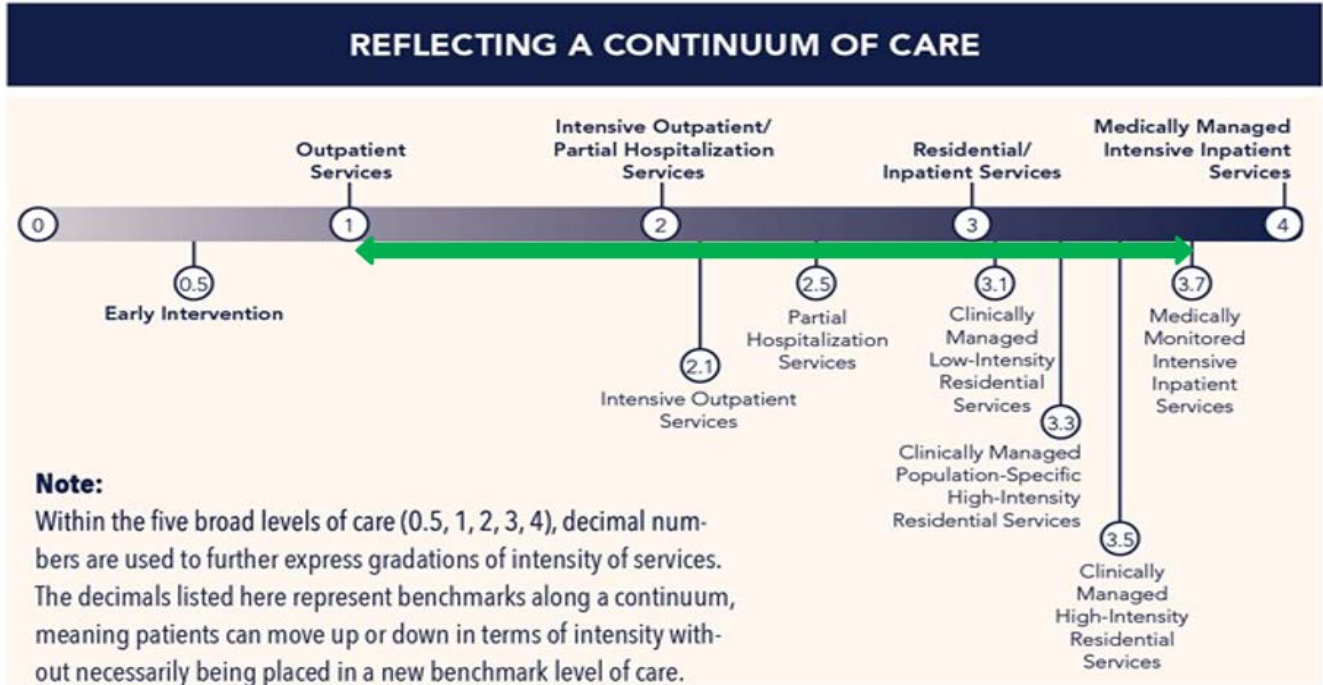 REFLECTING A CONTINUUM OF CARE
Outpatient
Services
Intensive Outpatient/
Partial Hospitalization
Services
Residential/
Inpatient Services
Medically Managed
Intensive Inpatient
Services
0
1
2
3
4
0.5
Early Intervention
2.1
Intensive Outpatient
Services
2.5
Partial
Hospitalization
Services
3.1
Clinically
Managed
Low-Intensity
Residential
Services
3.3
Clinically Managed
Population-Specific
High-Intensity
Residential Services
3.5
Clinically
Managed
High-Intensity
Residential
Services
3.7
Medically
Monitored
Intensive
Inpatient
Services
Note:
Within the five broad levels of care (0.5, 1, 2, 3, 4), decimal num-
bers are used to further express gradations of intensity of services.
The decimals listed here represent benchmarks along a continuum,
meaning patients can move up or down in terms of intensity with-
out necessarily being placed in a new benchmark level of care.